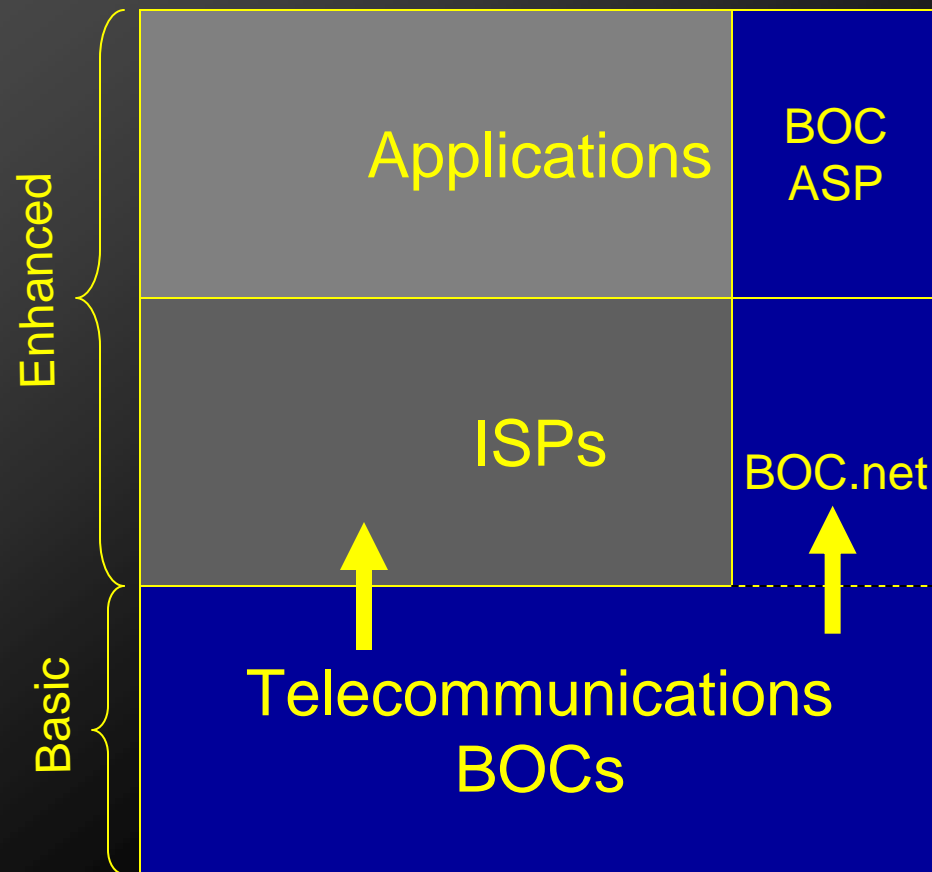 Enhanced
Applications
BOC
ASP
ISPs
BOC.net
Basic
Telecommunications
BOCs